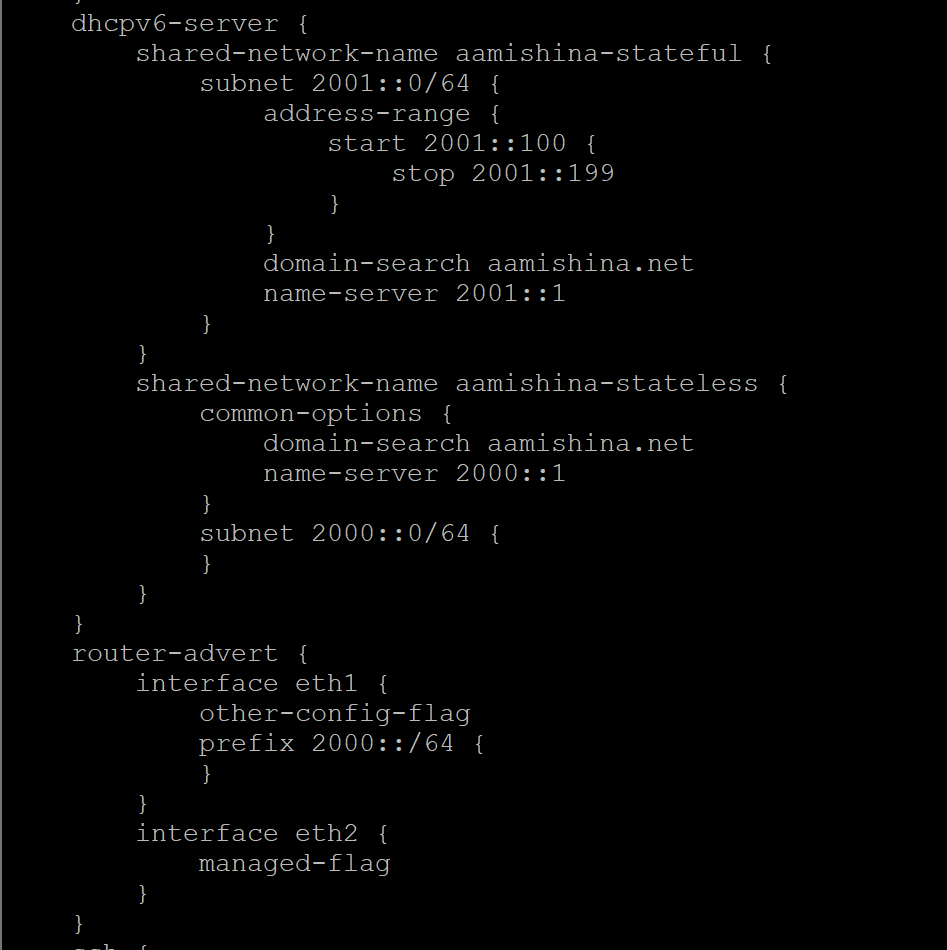 }
dhcpv6-server {
    shared-network-name aamishina-stateful {
        subnet 2001::0/64 {
            address-range {
                start 2001::100 {
                    stop 2001::199
                }
            }
            domain-search aamishina.net
            name-server 2001::1
        }
    }
    shared-network-name aamishina-stateless {
        common-options {
            domain-search aamishina.net
            name-server 2000::1
        }
        subnet 2000::0/64 {
        }
    }
}
router-advert {
    interface eth1 {
        other-config-flag
        prefix 2000::/64 {
        }
    }
    interface eth2 {
        managed-flag
    }
}
ssh {